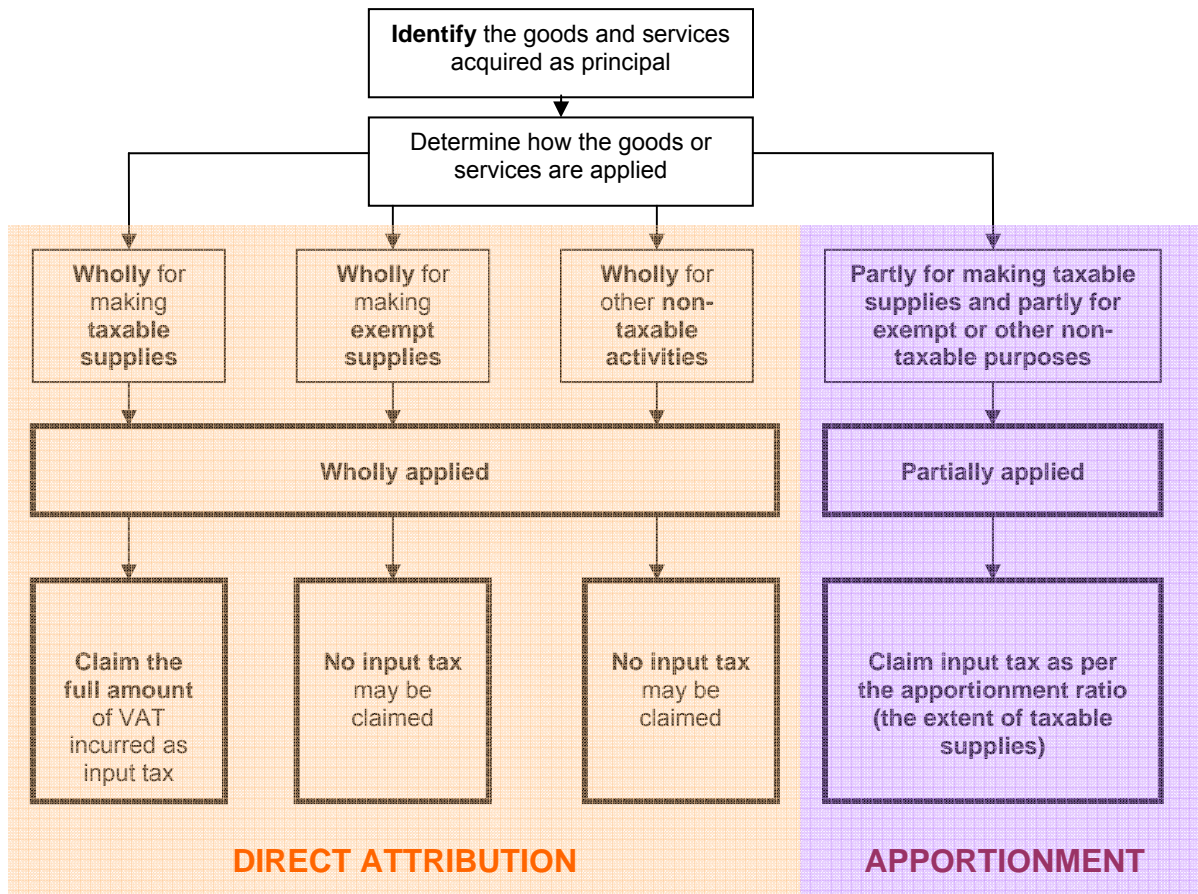 Identify the goods and services
acquired as principal
Determine how the goods or
services are applied
Wholly for
making
taxable
supplies
Wholly for
making
exempt
supplies
Wholly for
other non-
taxable
activities
Partly for making taxable
supplies and partly for
exempt or other non-
taxable purposes
Wholly applied
Partially applied
Claim the
full amount
of VAT
incurred as
input tax
No input tax
may be
claimed
No input tax
may be
claimed
Claim input tax as per
the apportionment ratio
(the extent of taxable
supplies)
DIRECT ATTRIBUTION
APPORTIONMENT